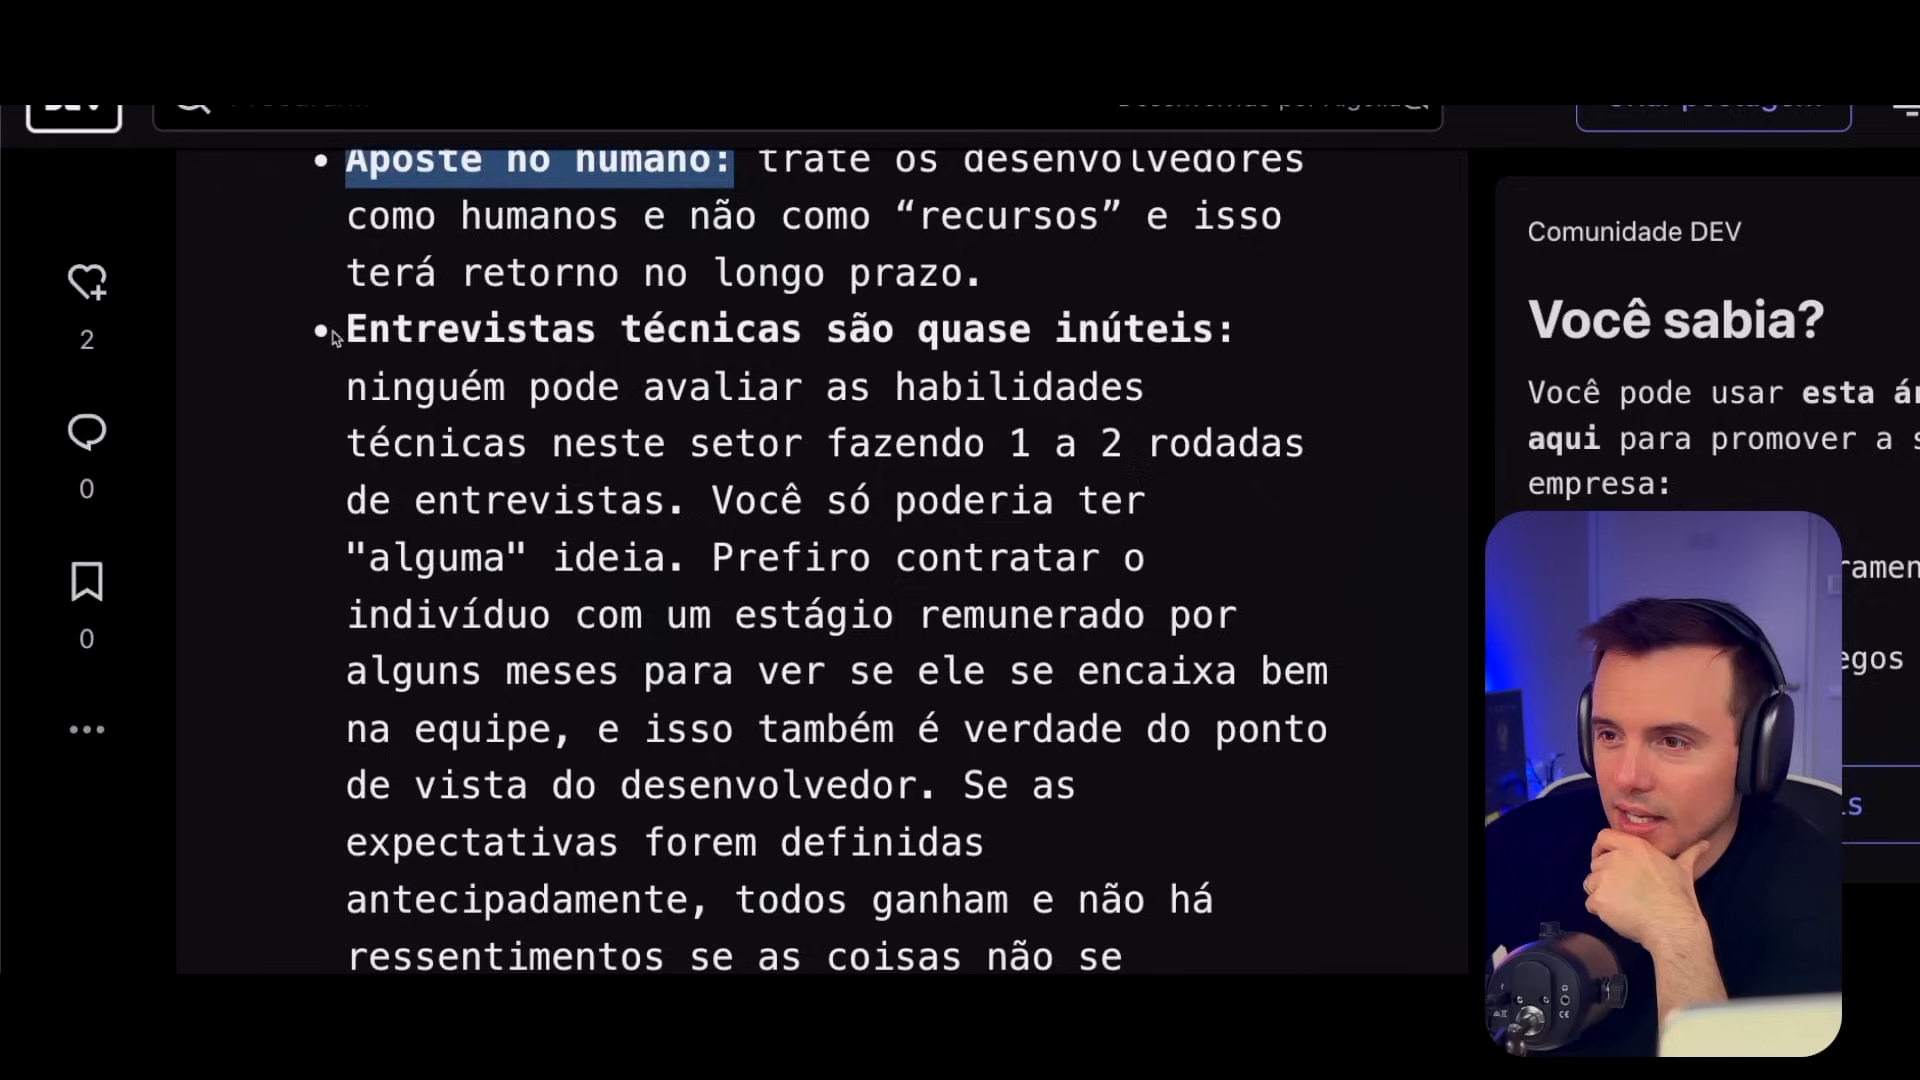 DEV
Aposte no humano: trate os desenvolvedores
como humanos e não como “recursos” e isso
terá retorno no longo prazo.
Entrevistas técnicas são quase inúteis:
ninguém pode avaliar as habilidades
técnicas neste setor fazendo 1 a 2 rodadas
de entrevistas. Você só poderia ter
"alguma" ideia. Prefiro contratar o
indivíduo com um estágio remunerado por
alguns meses para ver se ele se encaixa bem
na equipe, e isso também é verdade do ponto
de vista do desenvolvedor. Se as
expectativas forem definidas
antecipadamente, todos ganham e não há
ressentimentos se as coisas não se
2
0
0
Comunidade DEV
Você sabia?
Você pode usar esta ár
aqui para promover a s
empresa:
ramen
egos
s